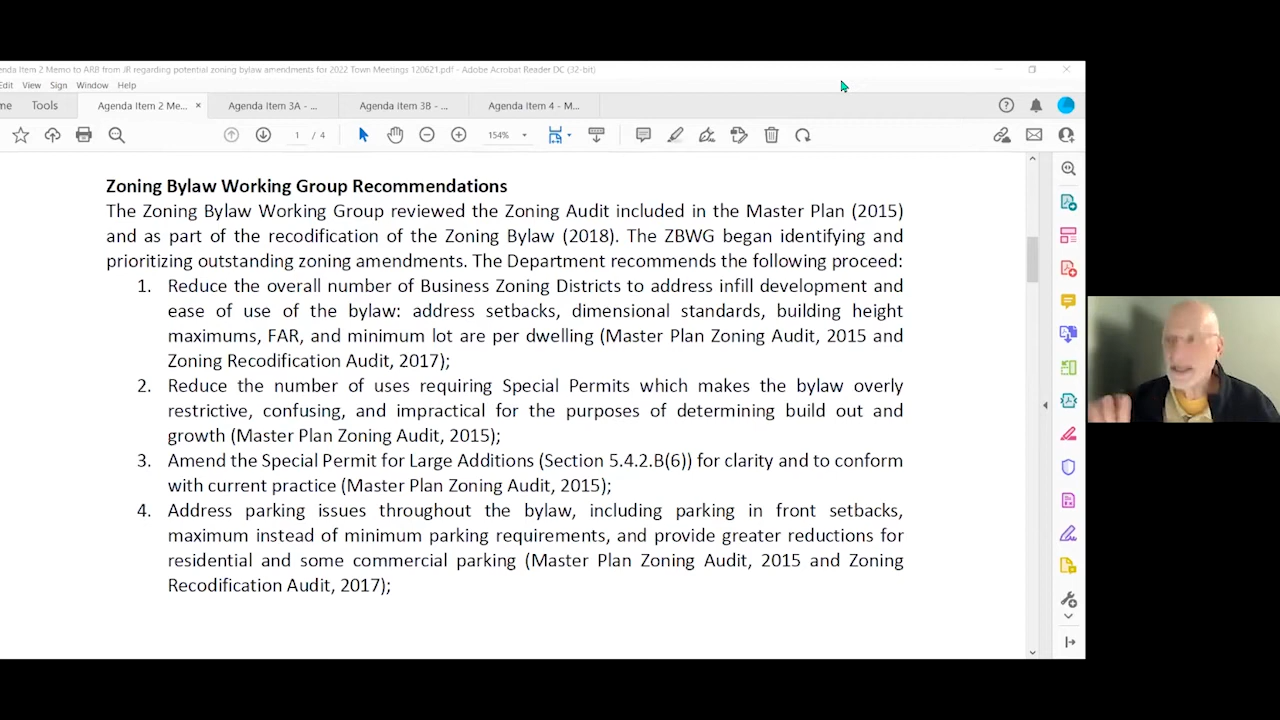 enda Item 2 Memo to ARB from JR regarding potential zoning bylaw amendments for 2022 Town Meetings 120621.pdf - Adobe Acrobat Reader DC (32-bit)
Edit View Sign Window Help
me Tools Agenda Item 2 Me... × Agenda Item 3A - ... Agenda Item 3B - ... Agenda Item 4 - M...
1 / 4 154%
Zoning Bylaw Working Group Recommendations
The Zoning Bylaw Working Group reviewed the Zoning Audit included in the Master Plan (2015)
and as part of the recodification of the Zoning Bylaw (2018). The ZBWG began identifying and
prioritizing outstanding zoning amendments. The Department recommends the following proceed:
1. Reduce the overall number of Business Zoning Districts to address infill development and
ease of use of the bylaw: address setbacks, dimensional standards, building height
maximums, FAR, and minimum lot are per dwelling (Master Plan Zoning Audit, 2015 and
Zoning Recodification Audit, 2017);
2. Reduce the number of uses requiring Special Permits which makes the bylaw overly
restrictive, confusing, and impractical for the purposes of determining build out and
growth (Master Plan Zoning Audit, 2015);
3. Amend the Special Permit for Large Additions (Section 5.4.2.B(6)) for clarity and to conform
with current practice (Master Plan Zoning Audit, 2015);
4. Address parking issues throughout the bylaw, including parking in front setbacks,
maximum instead of minimum parking requirements, and provide greater reductions for
residential and some commercial parking (Master Plan Zoning Audit, 2015 and Zoning
Recodification Audit, 2017);